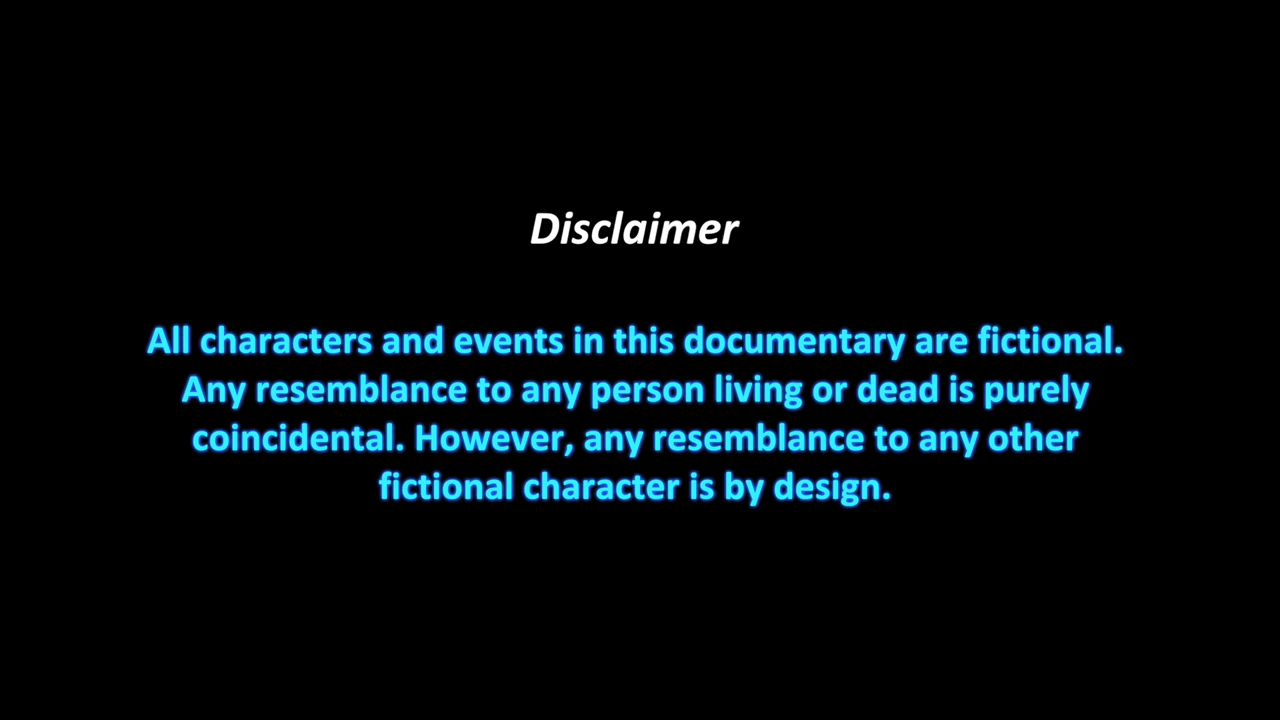 Disclaimer
All characters and events in this documentary are fictional.
Any resemblance to any person living or dead is purely
coincidental. However, any resemblance to any other
fictional character is by design.